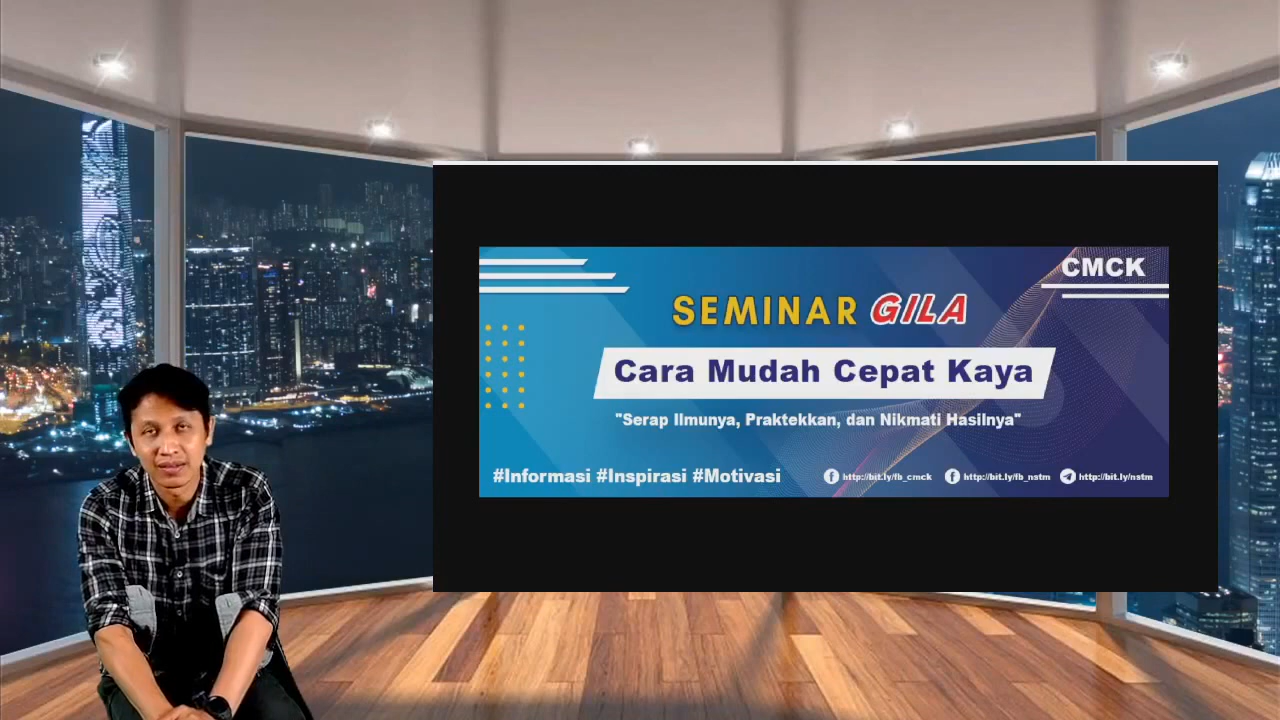 CMCK
SEMINAR GILA
Cara Mudah Cepat Kaya
"Serap Ilmunya, Praktekkan, dan Nikmati Hasilnya"
#Informasi #Inspirasi #Motivasi
http://bit.ly/fb_cmck
http://bit.ly/fb_nstm
http://bit.ly/nstm